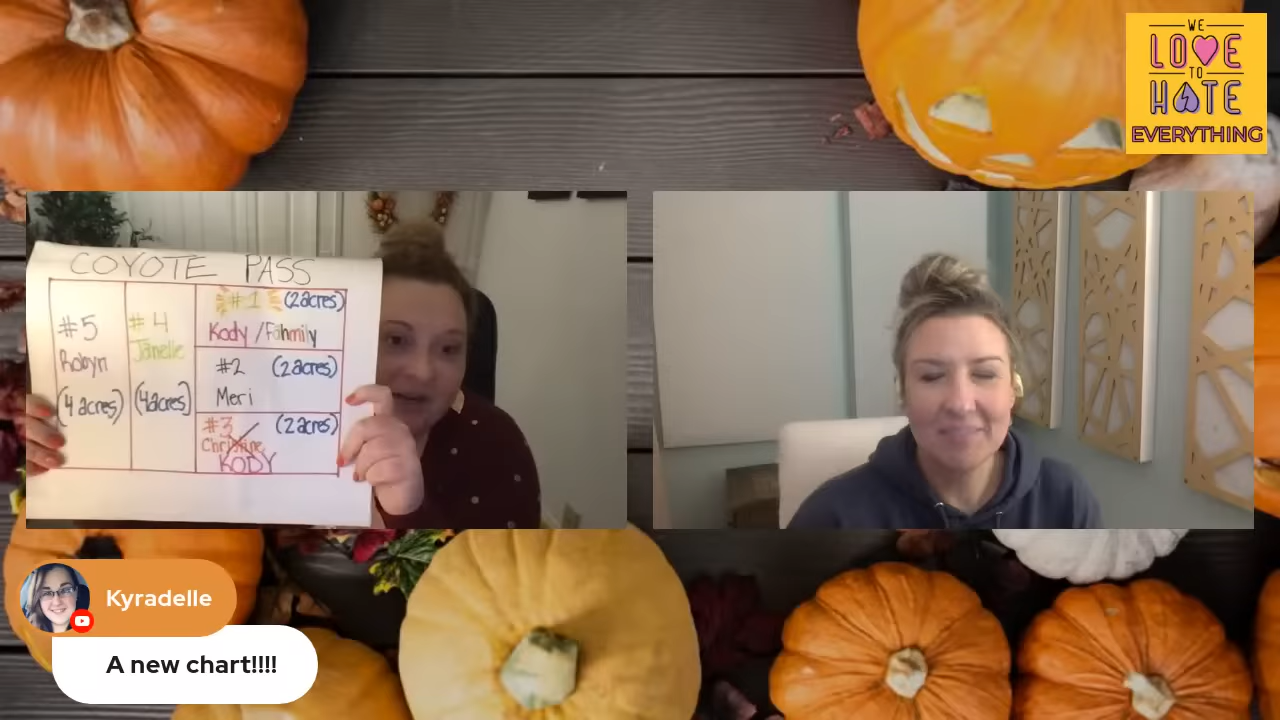 WE
LOVE
TO
HATE
EVERYTHING
COYOTE PASS
#5
Robyn
(4 acres)
#4
Janelle
(4acres)
#1 (2acres)
Kody / Fahmily
#2 (2acres)
Meri
#3 (2acres)
Christine
KODY
Kyradelle
A new chart!!!!